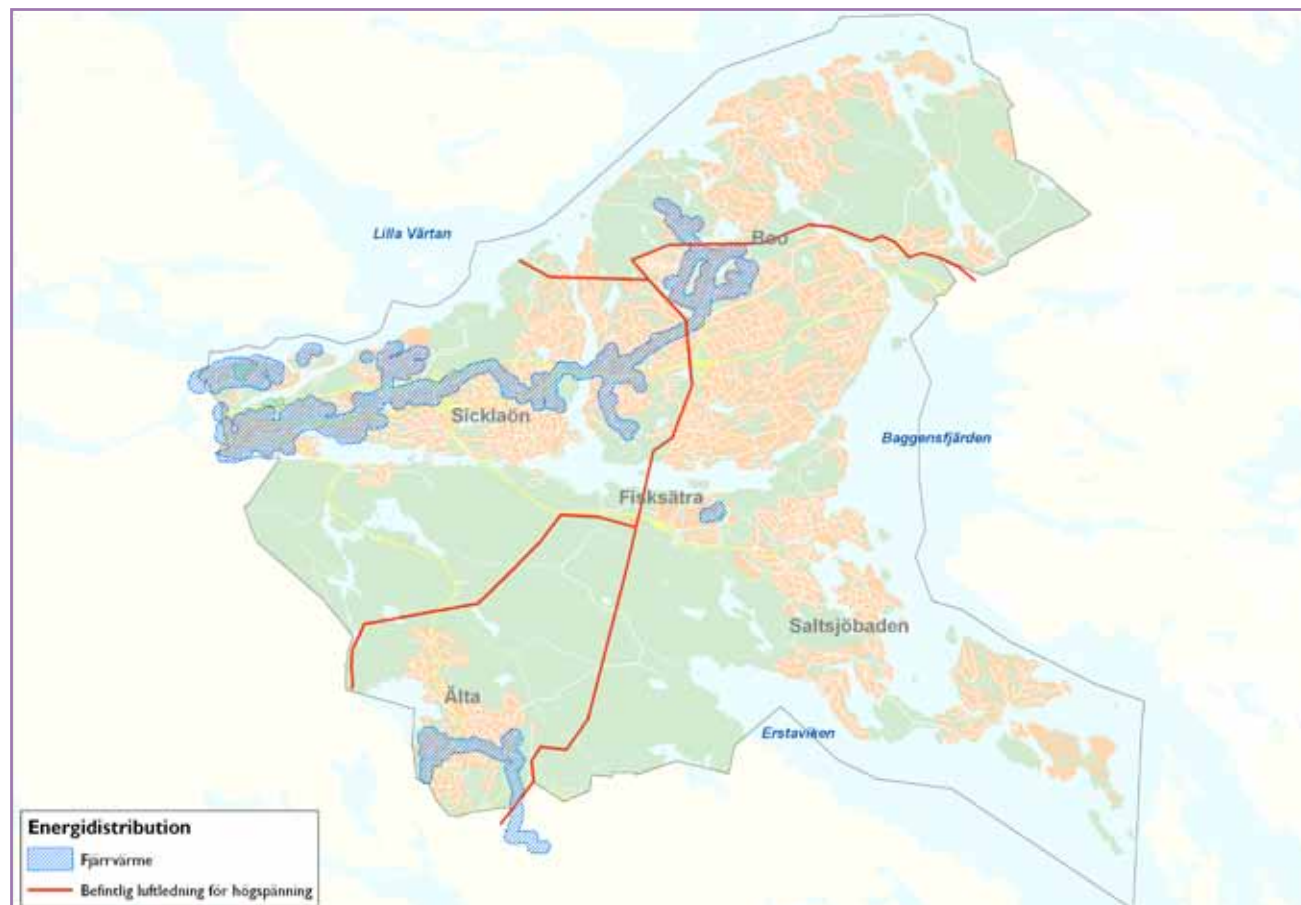 Lilla Värtan
Boo
Sicklaön
Baggensfjärden
Fisksätra
Saltsjöbaden
Älta
Erstaviken
Energidistribution
Fjärrvärme
Befintlig luftledning för högspänning